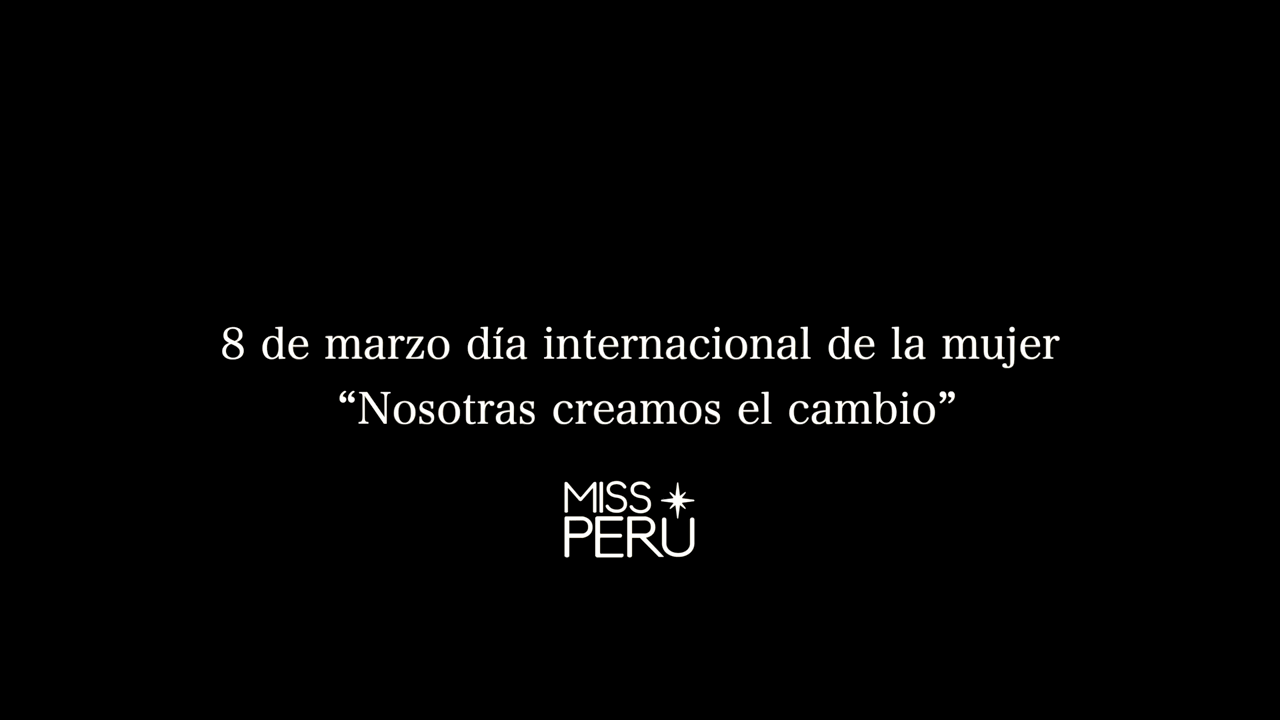 8 de marzo día internacional de la mujer
“Nosotras creamos el cambio”
MISS
PERU